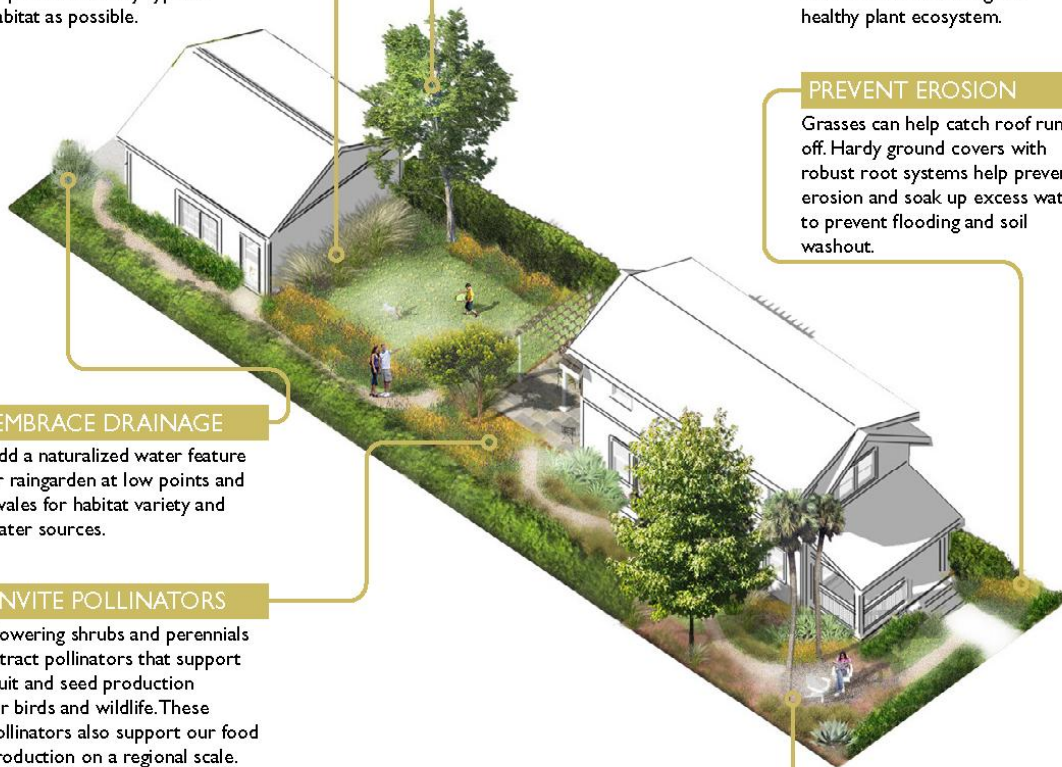 abitat as possible.
healthy plant ecosystem.
PREVENT EROSION
Grasses can help catch roof run
off. Hardy ground covers with
robust root systems help preve
erosion and soak up excess wat
to prevent flooding and soil
washout.
EMBRACE DRAINAGE
dd a naturalized water feature
r raingarden at low points and
wales for habitat variety and
ater sources.
NVITE POLLINATORS
owering shrubs and perennials
tract pollinators that support
uit and seed production
r birds and wildlife. These
ollinators also support our food
roduction on a regional scale.